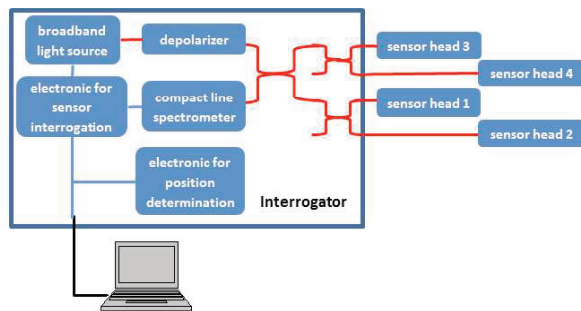 broadband
light source
depolarizer
sensor head 3
sensor head 4
electronic for
sensor
interrogation
compact line
spectrometer
sensor head 1
sensor head 2
electronic for
position
determination
Interrogator